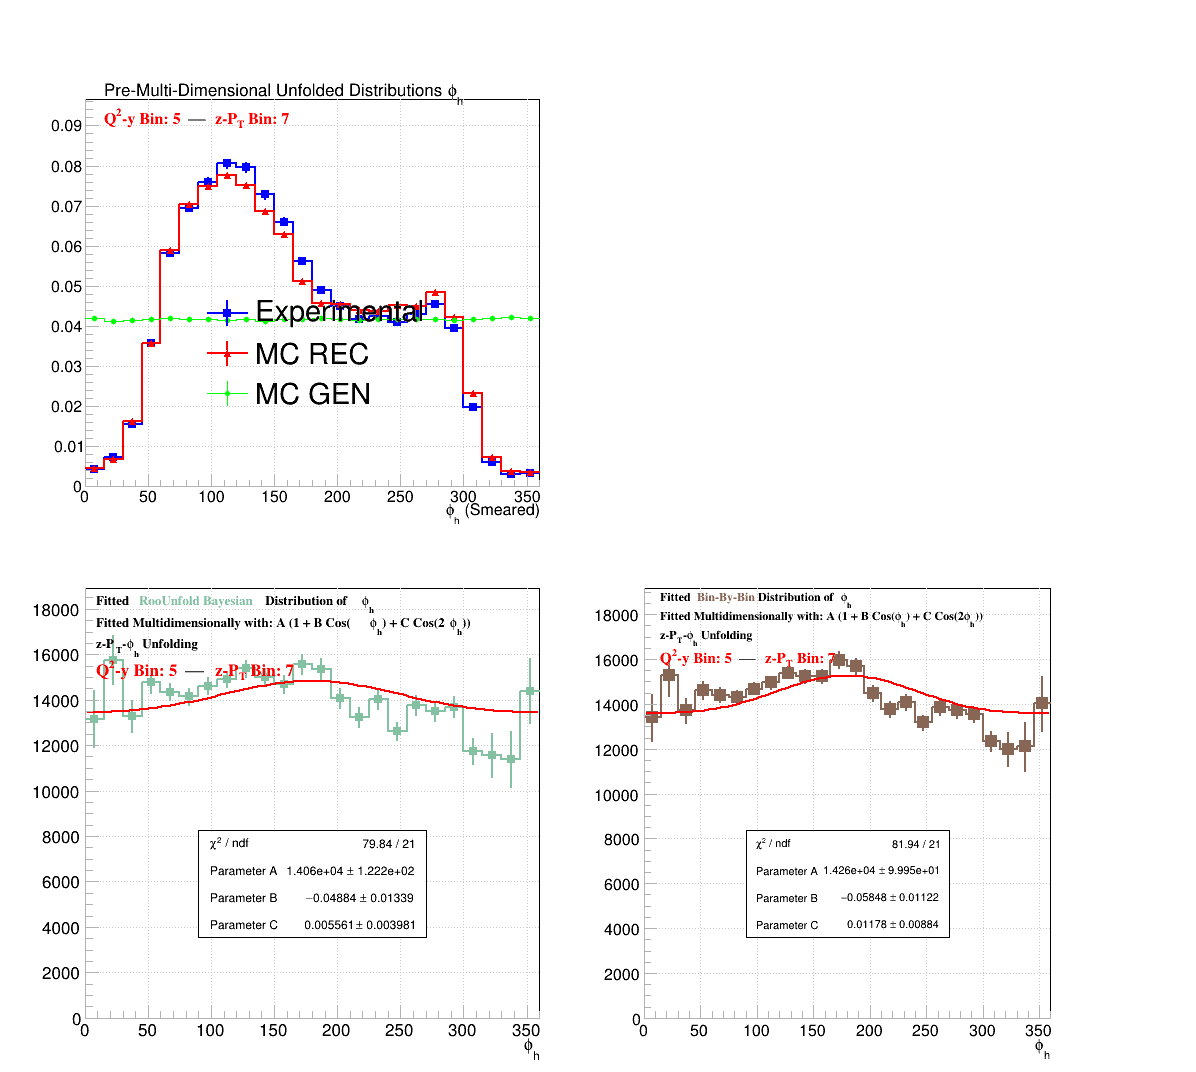 Pre-Multi-Dimensional Unfolded Distributions ϕh
Q2-y Bin: 5 — z-PT Bin: 7
0.09
0.08
0.07
0.06
0.05
0.04
0.03
0.02
0.01
0
Experimental
MC REC
MC GEN
0 50 100 150 200 250 300 350
ϕh (Smeared)
Fitted RooUnfold Bayesian Distribution of ϕh
Fitted Multidimensionally with: A (1 + B Cos( ϕh) + C Cos(2 ϕh))
z-PT-ϕh Unfolding
Q2-y Bin: 5 — z-PT Bin: 7
18000
16000
14000
12000
10000
8000
6000
4000
2000
0
χ2 / ndf 79.84 / 21
Parameter A 1.406e+04 ± 1.222e+02
Parameter B −0.04884 ± 0.01339
Parameter C 0.005561 ± 0.003981
0 50 100 150 200 250 300 350
ϕh
Fitted Bin-By-Bin Distribution of ϕh
Fitted Multidimensionally with: A (1 + B Cos(ϕh) + C Cos(2ϕh))
z-PT-ϕh Unfolding
Q2-y Bin: 5 — z-PT Bin: 7
18000
16000
14000
12000
10000
8000
6000
4000
2000
0
χ2 / ndf 81.94 / 21
Parameter A 1.426e+04 ± 9.995e+01
Parameter B −0.05848 ± 0.01122
Parameter C 0.01178 ± 0.00884
0 50 100 150 200 250 300 350
ϕh